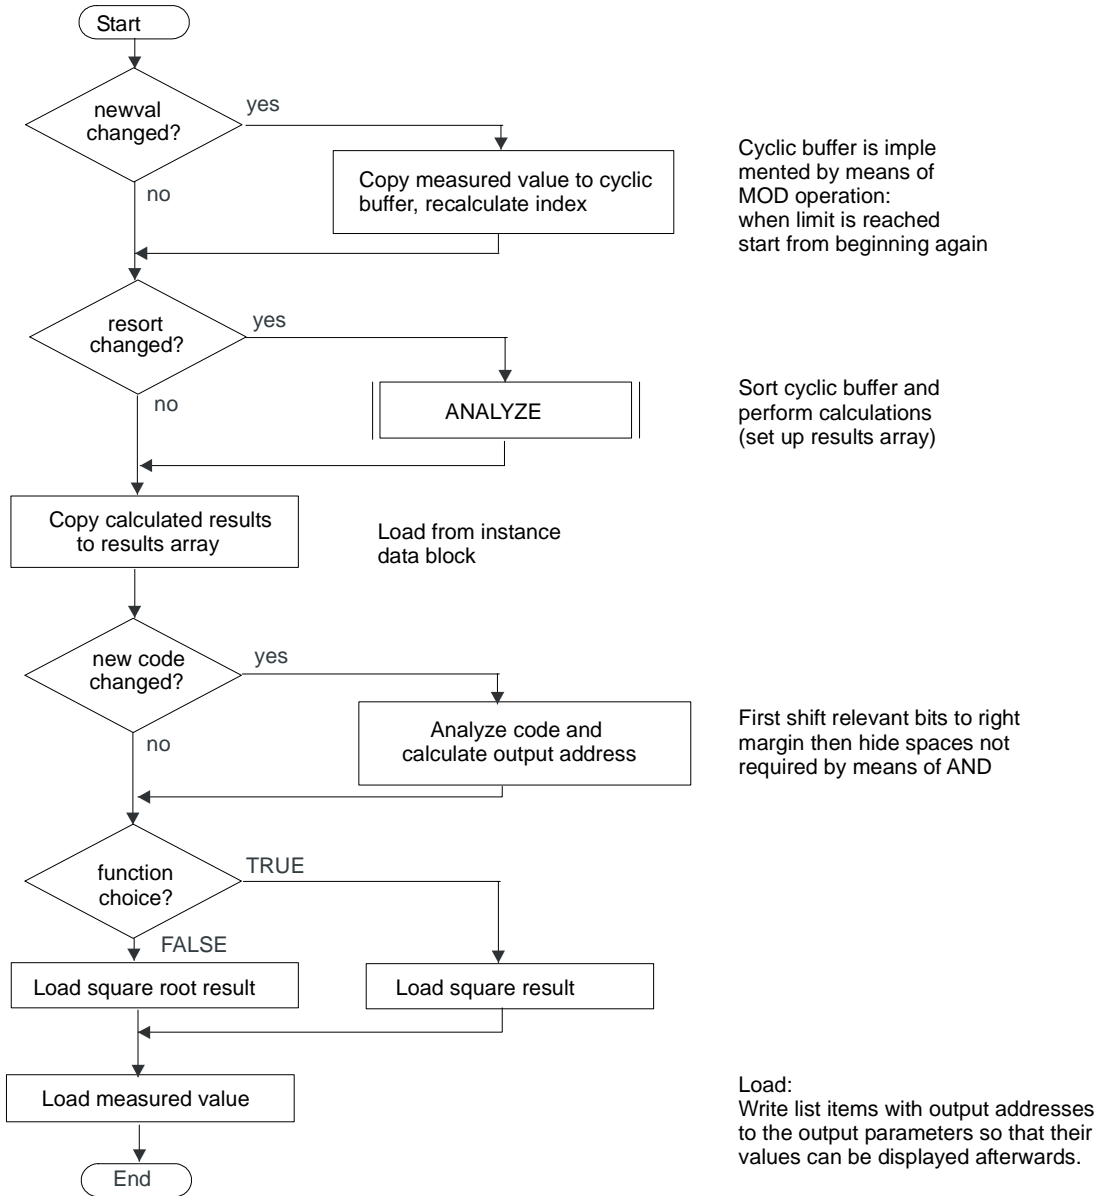 Start
newval
changed?
yes
no
Copy measured value to cyclic
buffer, recalculate index
Cyclic buffer is imple
mented by means of
MOD operation:
when limit is reached
start from beginning again
resort
changed?
yes
no
ANALYZE
Sort cyclic buffer and
perform calculations
(set up results array)
Copy calculated results
to results array
Load from instance
data block
new code
changed?
yes
no
Analyze code and
calculate output address
First shift relevant bits to right
margin then hide spaces not
required by means of AND
function
choice?
TRUE
FALSE
Load square root result
Load square result
Load measured value
Load:
Write list items with output addresses
to the output parameters so that their
values can be displayed afterwards.
End